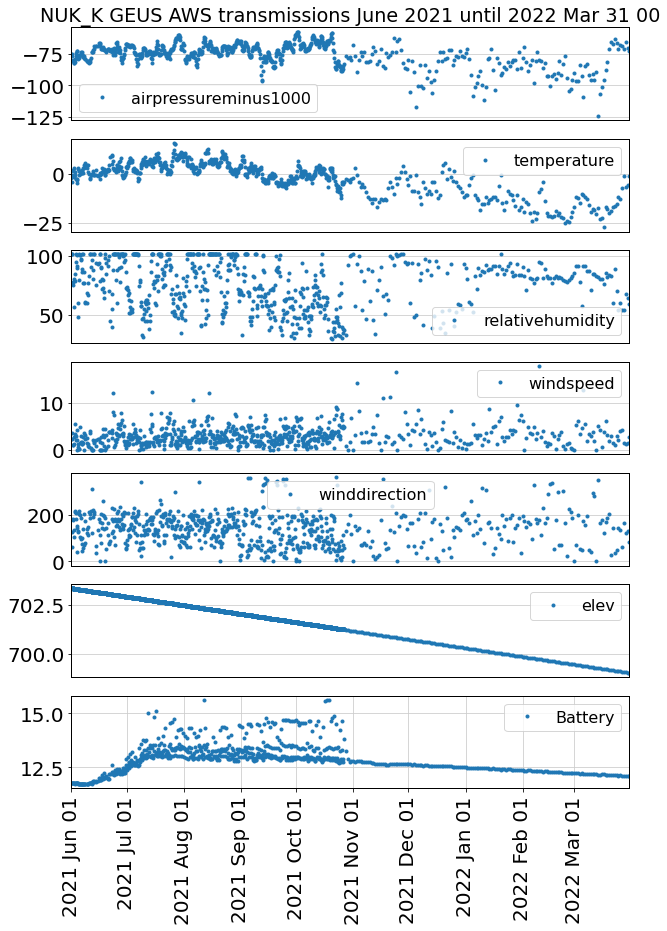 NUK_K GEUS AWS transmissions June 2021 until 2022 Mar 31 00
−75
−100
−125
airpressureminus1000
0
−25
temperature
100
50
relativehumidity
10
0
windspeed
200
0
winddirection
702.5
700.0
elev
15.0
12.5
Battery
2021 Jun 01
2021 Jul 01
2021 Aug 01
2021 Sep 01
2021 Oct 01
2021 Nov 01
2021 Dec 01
2022 Jan 01
2022 Feb 01
2022 Mar 01